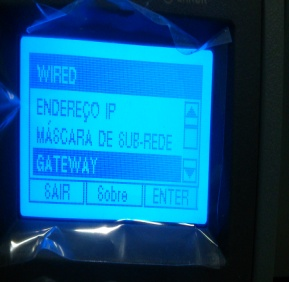 WIRED
ENDEREÇO IP
MÁSCARA DE SUB-REDE
GATEWAY
SAIR Sobre ENTER